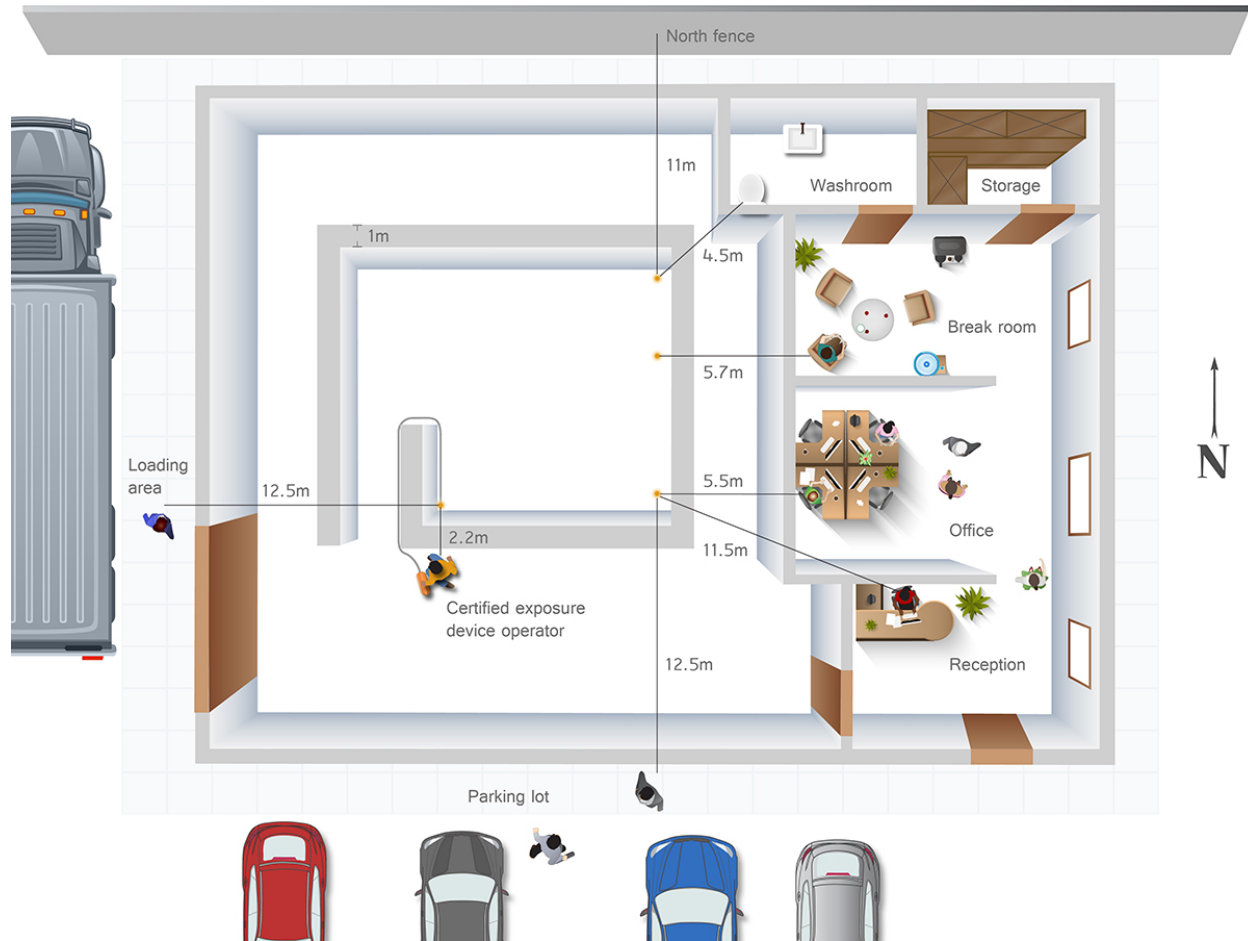 North fence
11m
Washroom
Storage
1m
4.5m
Break room
5.7m
Loading
area
12.5m
5.5m
Office
2.2m
11.5m
Certified exposure
device operator
12.5m
Reception
Parking lot
N